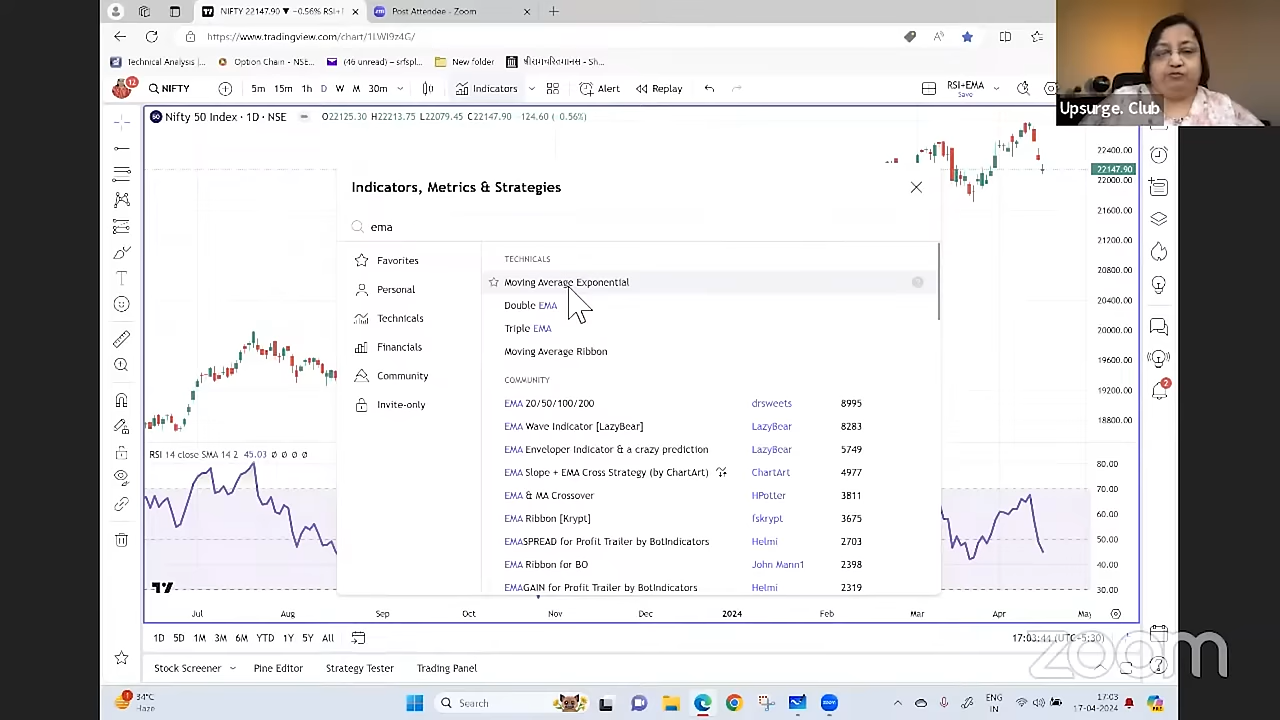 NIFTY 22147.90 ▼ −0.56% RSI+
Post Attendee - Zoom
https://www.tradingview.com/chart/1LWI9z4G/
Technical Analysis |...
Option Chain - NSE...
(46 unread) — srfspl...
New folder
- Sh...
12
NIFTY
5m 15m 1h D W M 30m
Indicators
Alert
Replay
RSI+EMA
Save
Upsurge. Club
Nifty 50 Index · 1D · NSE
H22210.75 L22079.45 C22147.90 -124.60 (-0.56%)
22400.00
22147.90
22000.00
21600.00
21200.00
20800.00
20400.00
20000.00
19600.00
19200.00
18800.00
Indicators, Metrics & Strategies
ema
Favorites
Personal
Technicals
Financials
Community
Invite-only
TECHNICALS
Moving Average Exponential
Double EMA
Triple EMA
Moving Average Ribbon
COMMUNITY
EMA 20/50/100/200 drsweets 8995
EMA Wave Indicator [LazyBear] LazyBear 8283
EMA Enveloper Indicator & a crazy prediction LazyBear 5749
EMA Slope + EMA Cross Strategy (by ChartArt) ChartArt 4977
EMA & MA Crossover HPotter 3811
EMA Ribbon [Krypt] fskrypt 3675
EMASPREAD for Profit Trailer by BotIndicators Helmi 2703
EMA Ribbon for BO John Mann1 2398
EMAGAIN for Profit Trailer by BotIndicators Helmi 2319
RSI 14 close SMA 14 2 45.03 Ø Ø Ø Ø
80.00
70.00
60.00
50.00
40.00
30.00
2
Jul Aug Sep Oct Nov Dec 2024 Feb Mar Apr May
1D 5D 1M 3M 6M YTD 1Y 5Y All
17:03:44 (UTC+5:30)
Stock Screener
Pine Editor
Strategy Tester
Trading Panel
zoom
1
34°C
Haze
Search
ENG
IN
17:03
17-04-2024